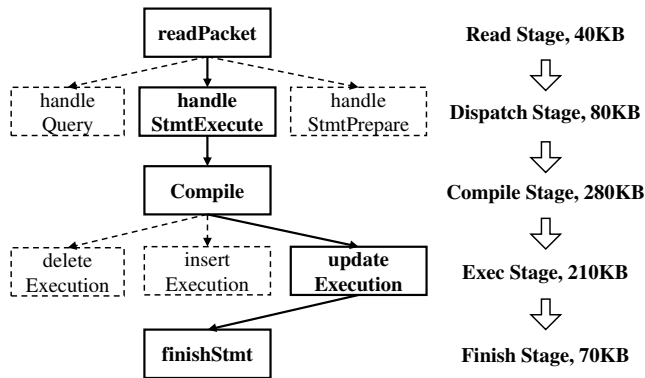 readPacket
Read Stage, 40KB
handle
Query
handle
StmtExecute
handle
StmtPrepare
Dispatch Stage, 80KB
Compile
Compile Stage, 280KB
delete
Execution
insert
Execution
update
Execution
Exec Stage, 210KB
finishStmt
Finish Stage, 70KB